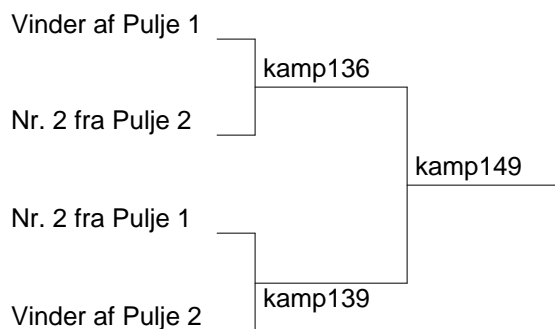 Vinder af Pulje 1
kamp136
Nr. 2 fra Pulje 2
kamp149
Nr. 2 fra Pulje 1
kamp139
Vinder af Pulje 2